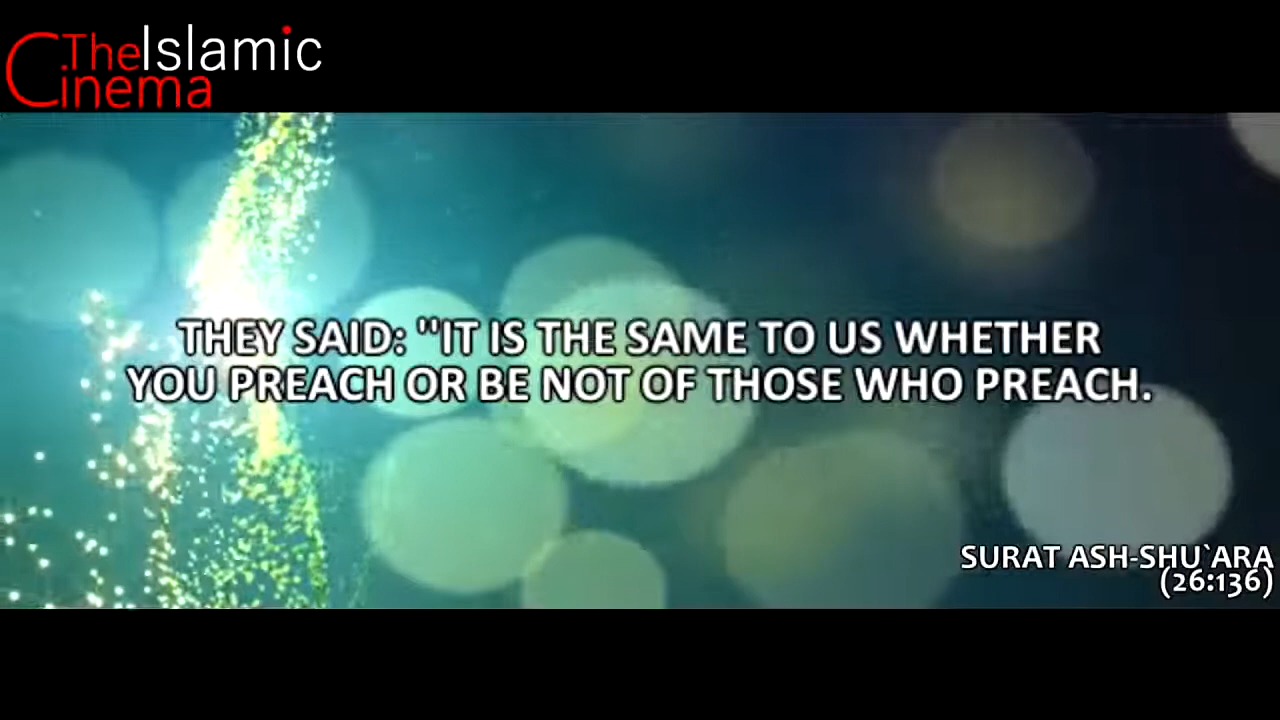 TheIslamic
Cinema
THEY SAID: "IT IS THE SAME TO US WHETHER
YOU PREACH OR BE NOT OF THOSE WHO PREACH.
SURAT ASH-SHU`ARA
(26:136)